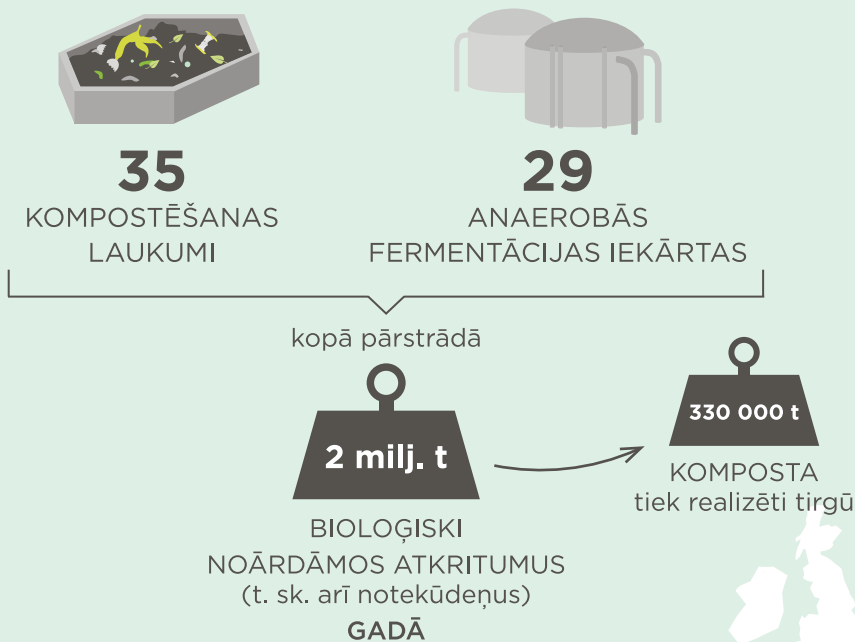 35
KOMPOSTĒŠANAS
LAUKUMI
29
ANAEROBĀS
FERMENTĀCIJAS IEKĀRTAS
kopā pārstrādā
2 milj. t
BIOLOĢISKI
NOĀRDĀMOS ATKRITUMUS
(t. sk. arī notekūdeņus)
GADĀ
330 000 t
KOMPOSTA
tiek realizēti tirgū